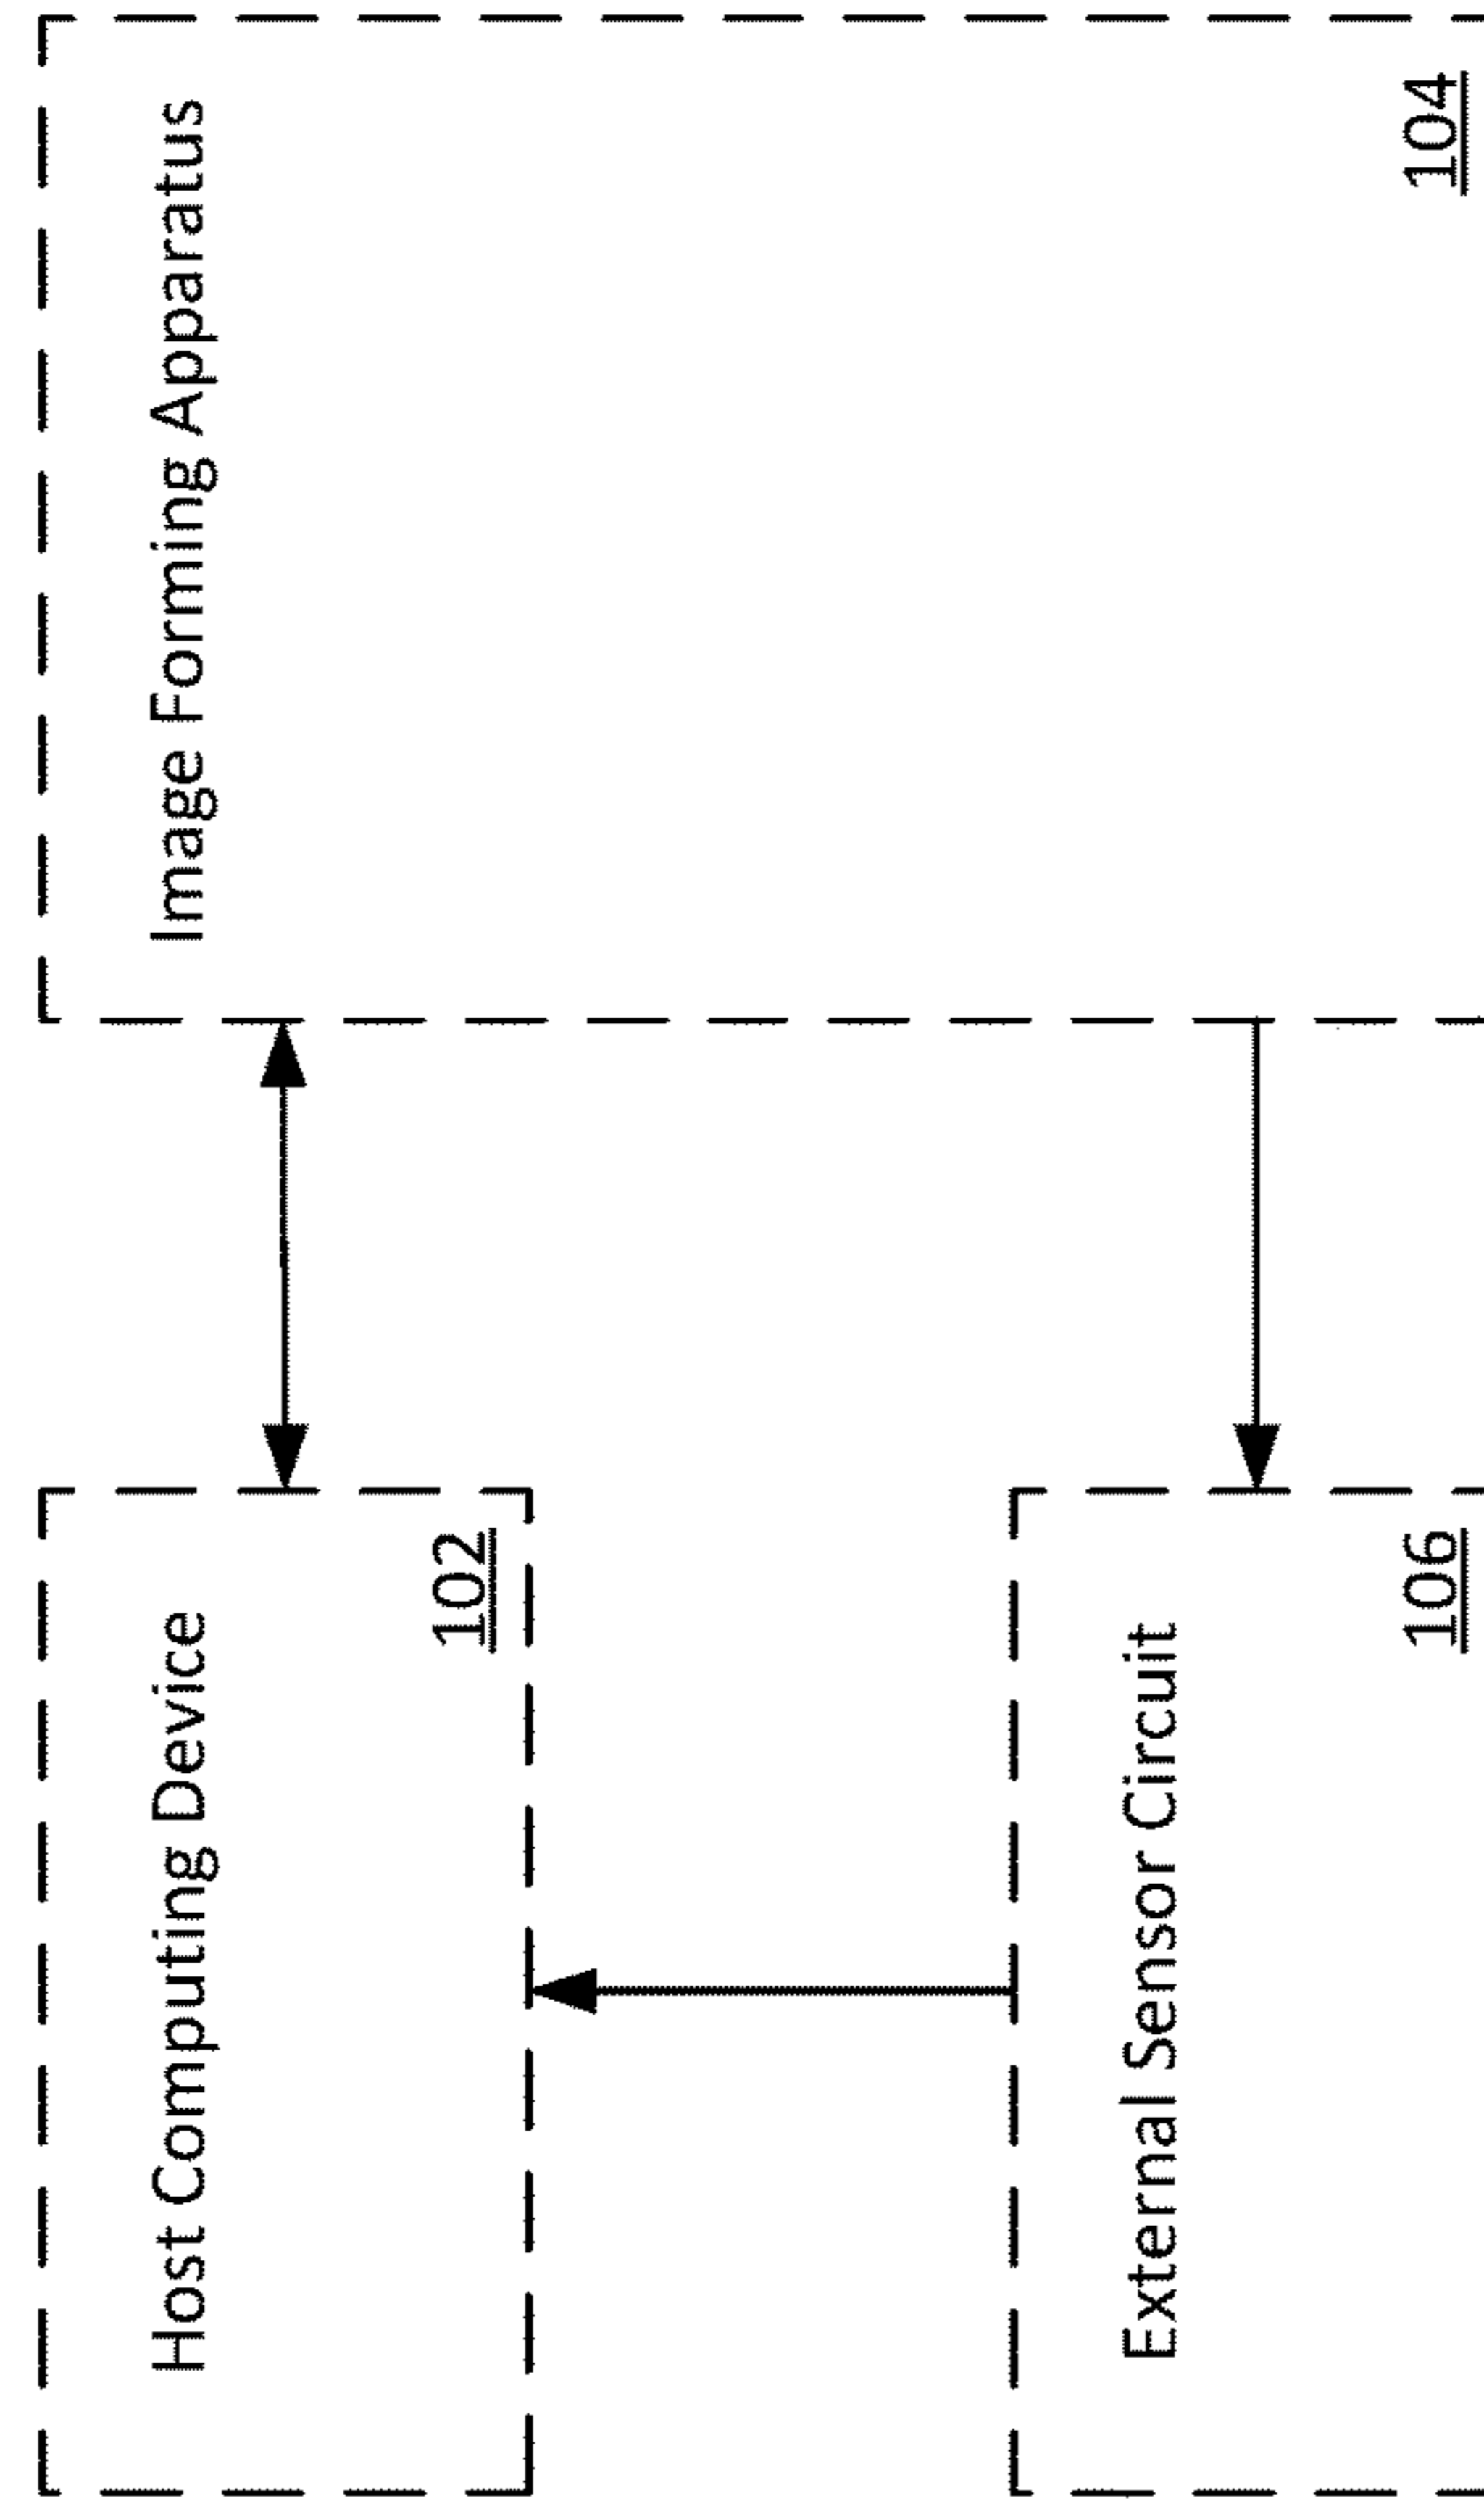 Host Computing Device
102
Image Forming Apparatus
104
External Sensor Circuit
106